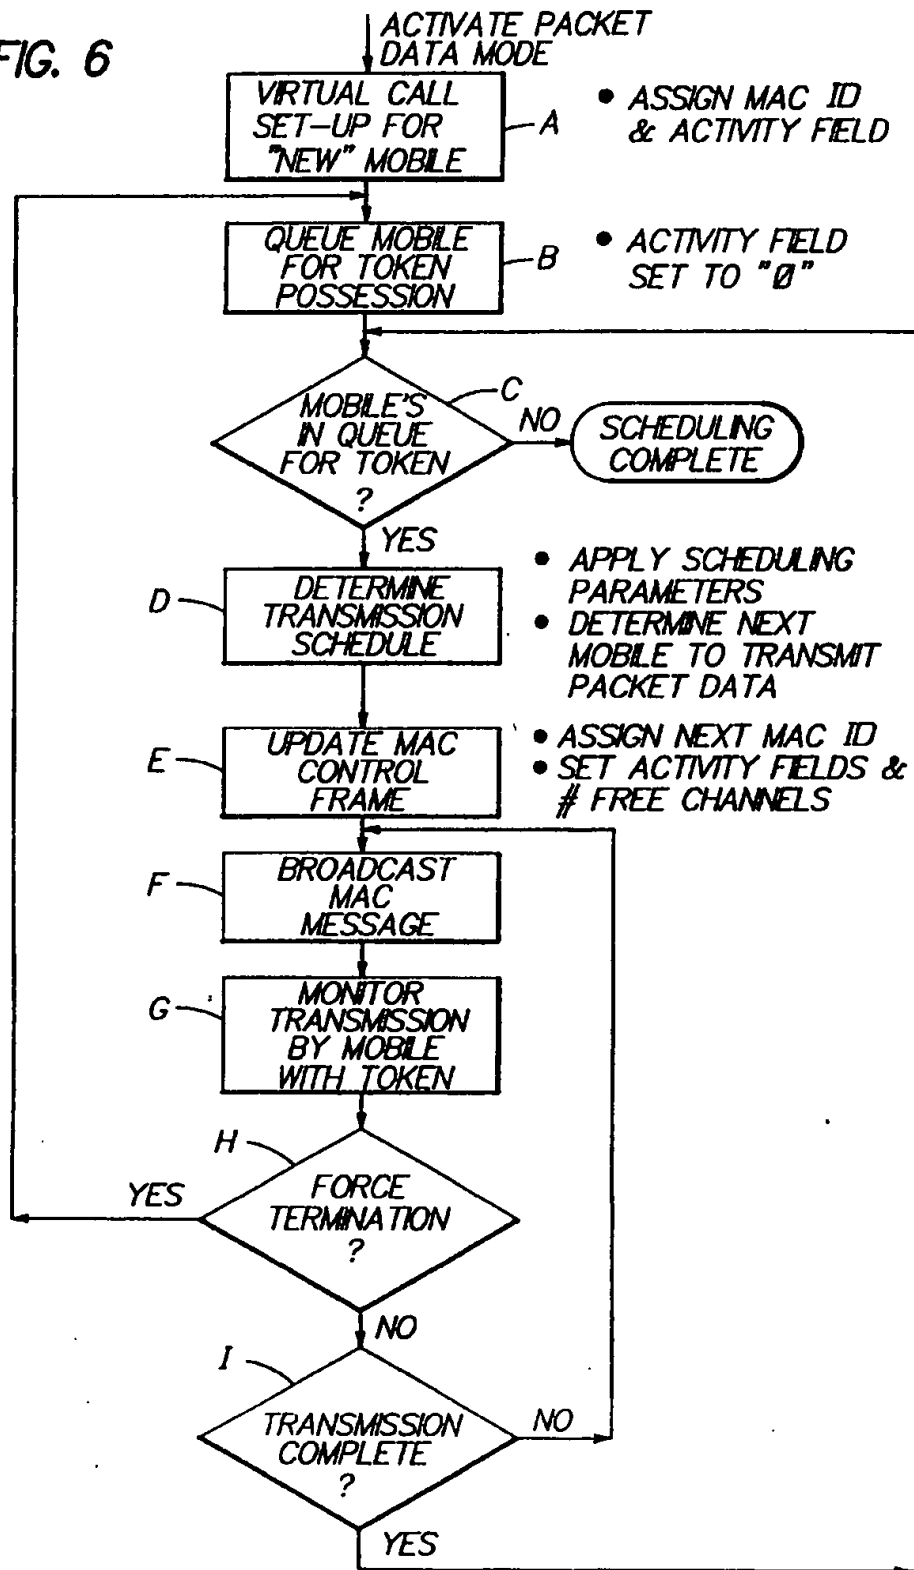 FIG. 6
ACTIVATE PACKET
DATA MODE
VIRTUAL CALL
SET-UP FOR
"NEW" MOBILE
A
• ASSIGN MAC ID
& ACTIVITY FIELD
QUEUE MOBILE
FOR TOKEN
POSSESSION
B
• ACTIVITY FIELD
SET TO "Ø"
MOBILE'S
IN QUEUE
FOR TOKEN
?
C
NO
SCHEDULING
COMPLETE
YES
D
DETERMINE
TRANSMISSION
SCHEDULE
• APPLY SCHEDULING
PARAMETERS
• DETERMINE NEXT
MOBILE TO TRANSMIT
PACKET DATA
E
UPDATE MAC
CONTROL
FRAME
• ASSIGN NEXT MAC ID
• SET ACTIVITY FIELDS &
# FREE CHANNELS
F
BROADCAST
MAC
MESSAGE
G
MONITOR
TRANSMISSION
BY MOBILE
WITH TOKEN
H
YES
FORCE
TERMINATION
?
NO
I
TRANSMISSION
COMPLETE
?
NO
YES